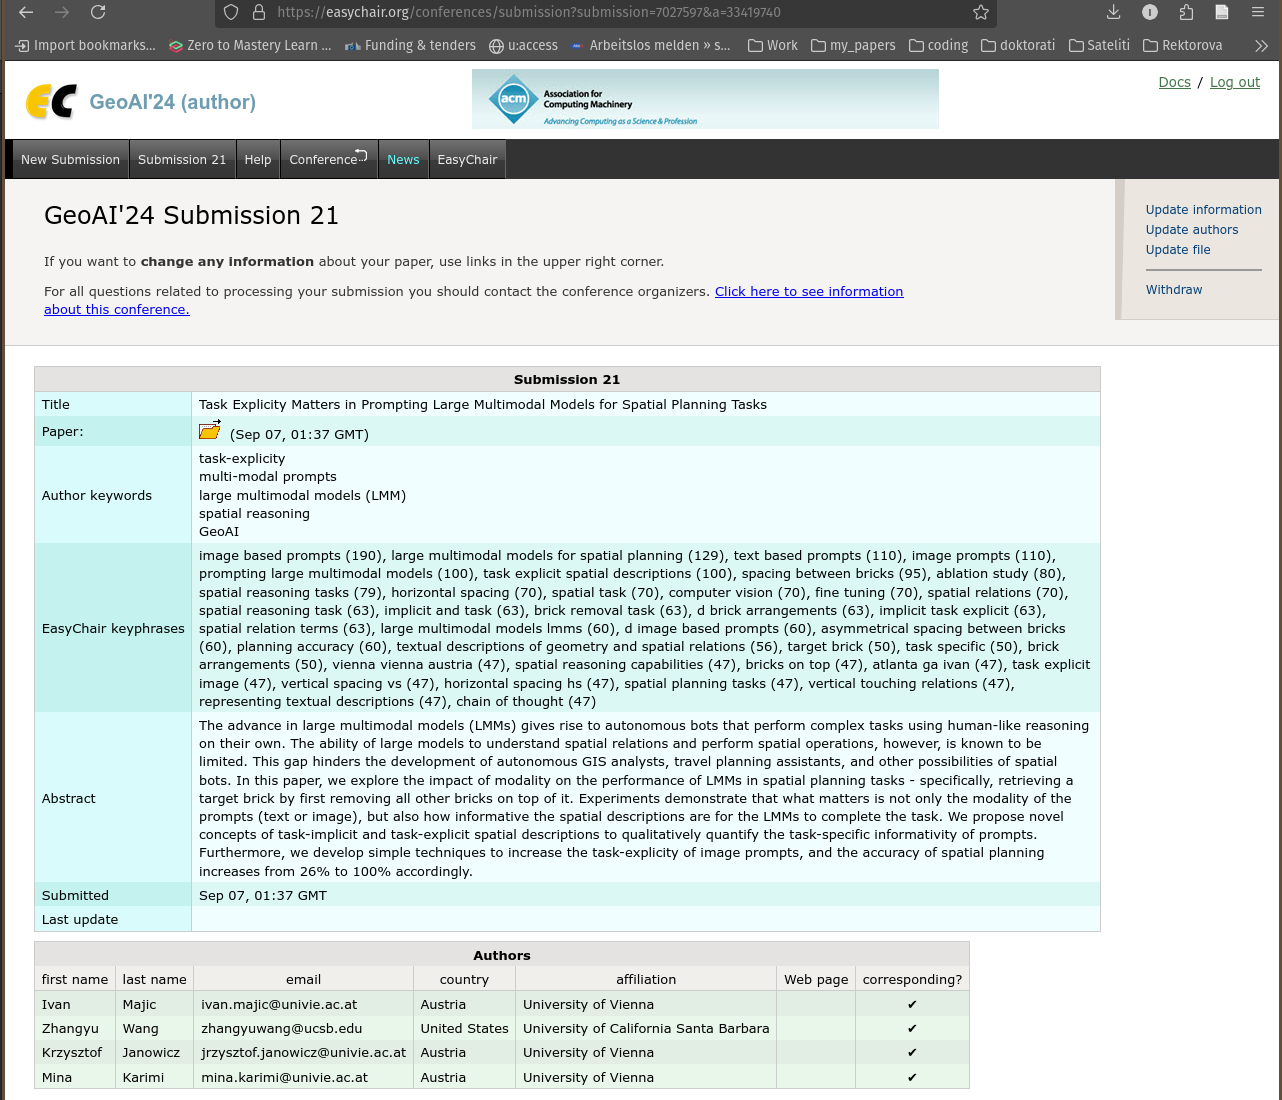 https://easychair.org/conferences/submission?submission=7027597&a=33419740
Import bookmarks... Zero to Mastery Learn ... Funding & tenders u:access Arbeitslos melden » s... Work my_papers coding doktorati Sateliti Rektorova
EC GeoAI'24 (author)
acm Association for
Computing Machinery
Advancing Computing as a Science & Profession
Docs / Log out
New Submission Submission 21 Help Conference News EasyChair
GeoAI'24 Submission 21
If you want to change any information about your paper, use links in the upper right corner.
For all questions related to processing your submission you should contact the conference organizers. Click here to see information
about this conference.
Update information
Update authors
Update file
Withdraw
Submission 21
Title Task Explicity Matters in Prompting Large Multimodal Models for Spatial Planning Tasks
Paper: (Sep 07, 01:37 GMT)
Author keywords
task-explicity
multi-modal prompts
large multimodal models (LMM)
spatial reasoning
GeoAI
EasyChair keyphrases
image based prompts (190), large multimodal models for spatial planning (129), text based prompts (110), image prompts (110),
prompting large multimodal models (100), task explicit spatial descriptions (100), spacing between bricks (95), ablation study (80),
spatial reasoning tasks (79), horizontal spacing (70), spatial task (70), computer vision (70), fine tuning (70), spatial relations (70),
spatial reasoning task (63), implicit and task (63), brick removal task (63), d brick arrangements (63), implicit task explicit (63),
spatial relation terms (63), large multimodal models lmms (60), d image based prompts (60), asymmetrical spacing between bricks
(60), planning accuracy (60), textual descriptions of geometry and spatial relations (56), target brick (50), task specific (50), brick
arrangements (50), vienna vienna austria (47), spatial reasoning capabilities (47), bricks on top (47), atlanta ga ivan (47), task explicit
image (47), vertical spacing vs (47), horizontal spacing hs (47), spatial planning tasks (47), vertical touching relations (47),
representing textual descriptions (47), chain of thought (47)
Abstract
The advance in large multimodal models (LMMs) gives rise to autonomous bots that perform complex tasks using human-like reasoning
on their own. The ability of large models to understand spatial relations and perform spatial operations, however, is known to be
limited. This gap hinders the development of autonomous GIS analysts, travel planning assistants, and other possibilities of spatial
bots. In this paper, we explore the impact of modality on the performance of LMMs in spatial planning tasks - specifically, retrieving a
target brick by first removing all other bricks on top of it. Experiments demonstrate that what matters is not only the modality of the
prompts (text or image), but also how informative the spatial descriptions are for the LMMs to complete the task. We propose novel
concepts of task-implicit and task-explicit spatial descriptions to qualitatively quantify the task-specific informativity of prompts.
Furthermore, we develop simple techniques to increase the task-explicity of image prompts, and the accuracy of spatial planning
increases from 26% to 100% accordingly.
Submitted Sep 07, 01:37 GMT
Last update
Authors
first name last name email country affiliation Web page corresponding?
Ivan Majic ivan.majic@univie.ac.at Austria University of Vienna ✔
Zhangyu Wang zhangyuwang@ucsb.edu United States University of California Santa Barbara ✔
Krzysztof Janowicz jrzysztof.janowicz@univie.ac.at Austria University of Vienna ✔
Mina Karimi mina.karimi@univie.ac.at Austria University of Vienna ✔